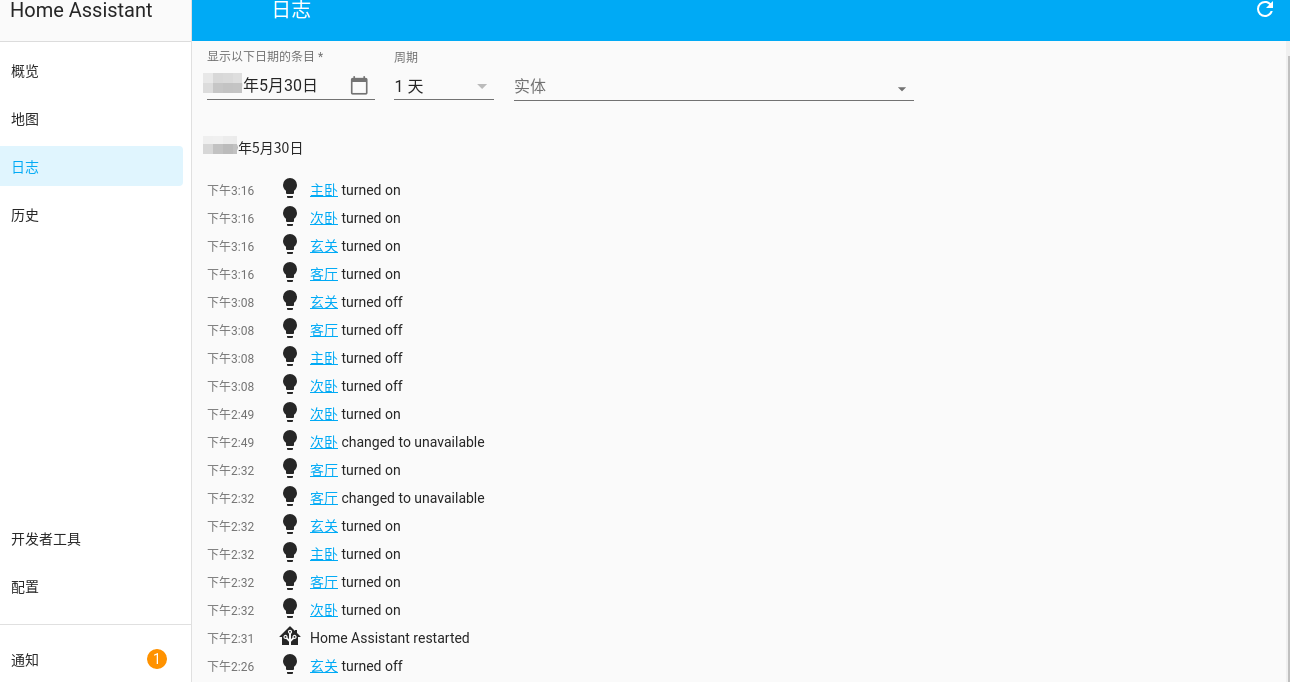 Home Assistant
日志
概览
地图
日志
历史
开发者工具
配置
通知
1
显示以下日期的条目 *
周期
年5月30日
1 天
实体
年5月30日
下午3:16 主卧 turned on
下午3:16 次卧 turned on
下午3:16 玄关 turned on
下午3:16 客厅 turned on
下午3:08 玄关 turned off
下午3:08 客厅 turned off
下午3:08 主卧 turned off
下午3:08 次卧 turned off
下午2:49 次卧 turned on
下午2:49 次卧 changed to unavailable
下午2:32 客厅 turned on
下午2:32 客厅 changed to unavailable
下午2:32 玄关 turned on
下午2:32 主卧 turned on
下午2:32 客厅 turned on
下午2:32 次卧 turned on
下午2:31 Home Assistant restarted
下午2:26 玄关 turned off